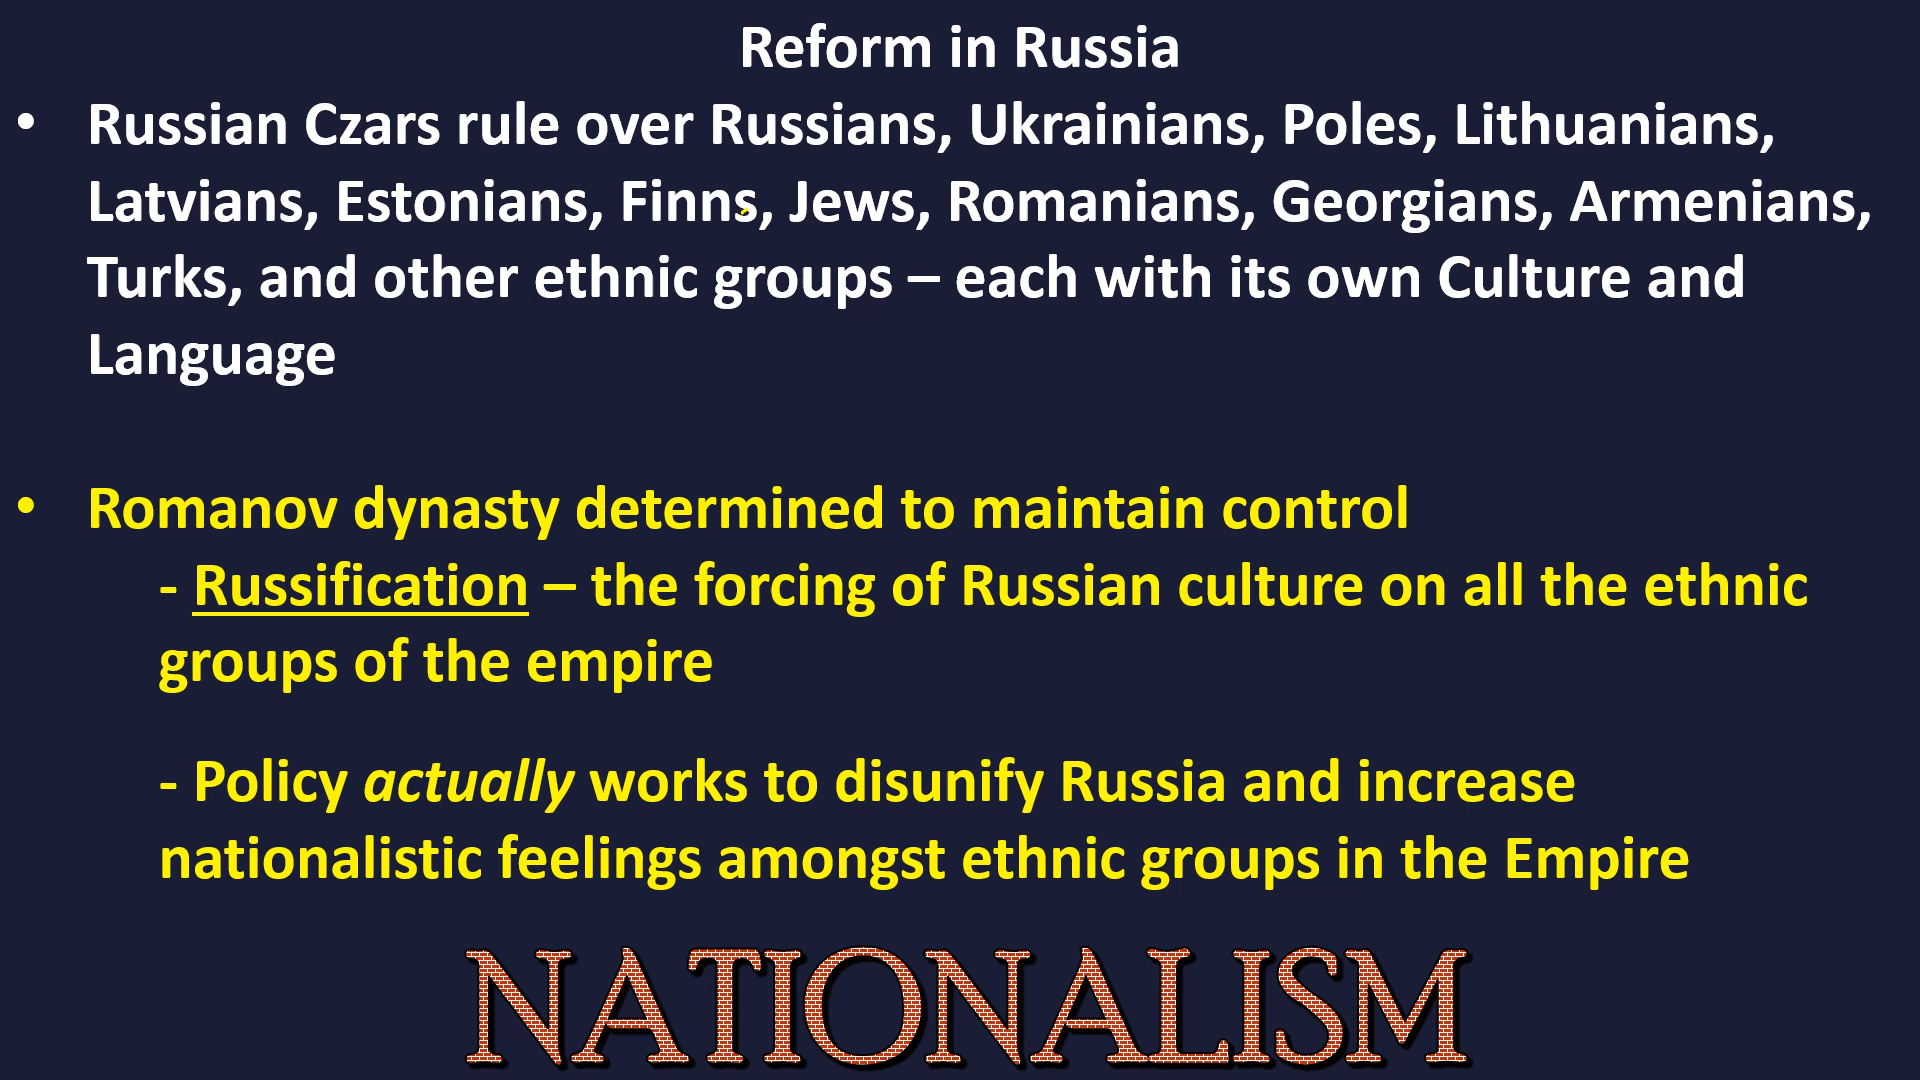 Reform in Russia
• Russian Czars rule over Russians, Ukrainians, Poles, Lithuanians,
Latvians, Estonians, Finns, Jews, Romanians, Georgians, Armenians,
Turks, and other ethnic groups – each with its own Culture and
Language
• Romanov dynasty determined to maintain control
- Russification – the forcing of Russian culture on all the ethnic
groups of the empire
- Policy actually works to disunify Russia and increase
nationalistic feelings amongst ethnic groups in the Empire
NATIONALISM